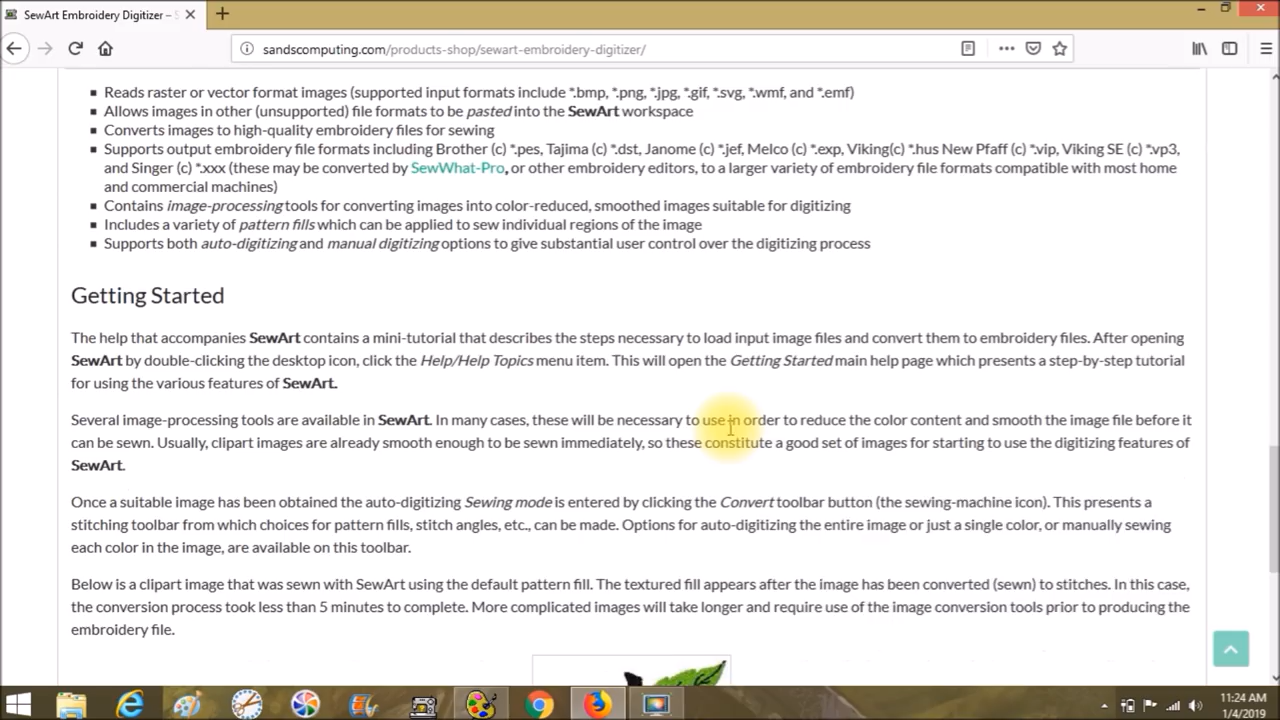 SewArt Embroidery Digitizer – S
sandscomputing.com/products-shop/sewart-embroidery-digitizer/
Reads raster or vector format images (supported input formats include *.bmp, *.png, *.jpg, *.gif, *.svg, *.wmf, and *.emf)
Allows images in other (unsupported) file formats to be pasted into the SewArt workspace
Converts images to high-quality embroidery files for sewing
Supports output embroidery file formats including Brother (c) *.pes, Tajima (c) *.dst, Janome (c) *.jef, Melco (c) *.exp, Viking(c) *.hus New Pfaff (c) *.vip, Viking SE (c) *.vp3,
and Singer (c) *.xxx (these may be converted by SewWhat-Pro, or other embroidery editors, to a larger variety of embroidery file formats compatible with most home
and commercial machines)
Contains image-processing tools for converting images into color-reduced, smoothed images suitable for digitizing
Includes a variety of pattern fills which can be applied to sew individual regions of the image
Supports both auto-digitizing and manual digitizing options to give substantial user control over the digitizing process
Getting Started
The help that accompanies SewArt contains a mini-tutorial that describes the steps necessary to load input image files and convert them to embroidery files. After opening
SewArt by double-clicking the desktop icon, click the Help/Help Topics menu item. This will open the Getting Started main help page which presents a step-by-step tutorial
for using the various features of SewArt.
Several image-processing tools are available in SewArt. In many cases, these will be necessary to use in order to reduce the color content and smooth the image file before it
can be sewn. Usually, clipart images are already smooth enough to be sewn immediately, so these constitute a good set of images for starting to use the digitizing features of
SewArt.
Once a suitable image has been obtained the auto-digitizing Sewing mode is entered by clicking the Convert toolbar button (the sewing-machine icon). This presents a
stitching toolbar from which choices for pattern fills, stitch angles, etc., can be made. Options for auto-digitizing the entire image or just a single color, or manually sewing
each color in the image, are available on this toolbar.
Below is a clipart image that was sewn with SewArt using the default pattern fill. The textured fill appears after the image has been converted (sewn) to stitches. In this case,
the conversion process took less than 5 minutes to complete. More complicated images will take longer and require use of the image conversion tools prior to producing the
embroidery file.
11:24 AM
1/4/2019